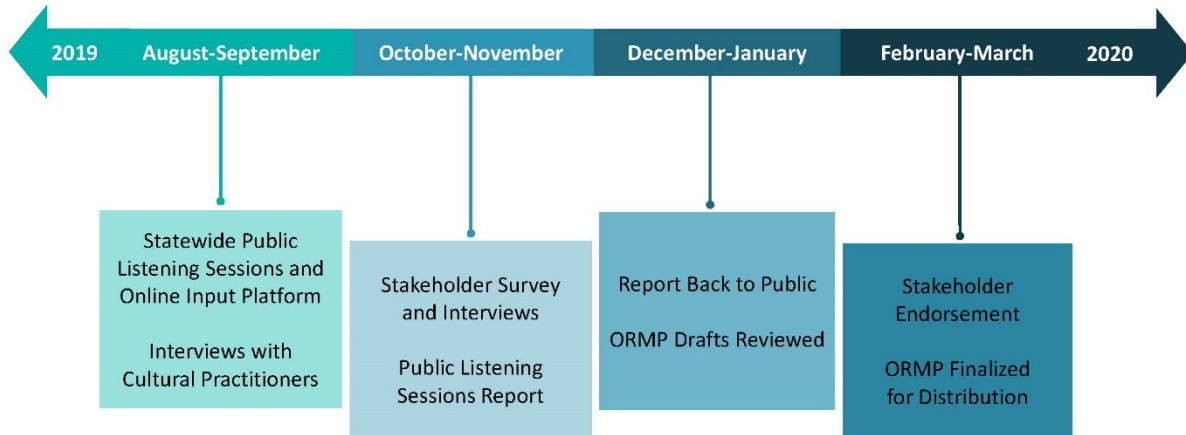 2019 August-September October-November December-January February-March 2020
Statewide Public
Listening Sessions and
Online Input Platform
Interviews with
Cultural Practitioners
Stakeholder Survey
and Interviews
Public Listening
Sessions Report
Report Back to Public
ORMP Drafts Reviewed
Stakeholder
Endorsement
ORMP Finalized
for Distribution